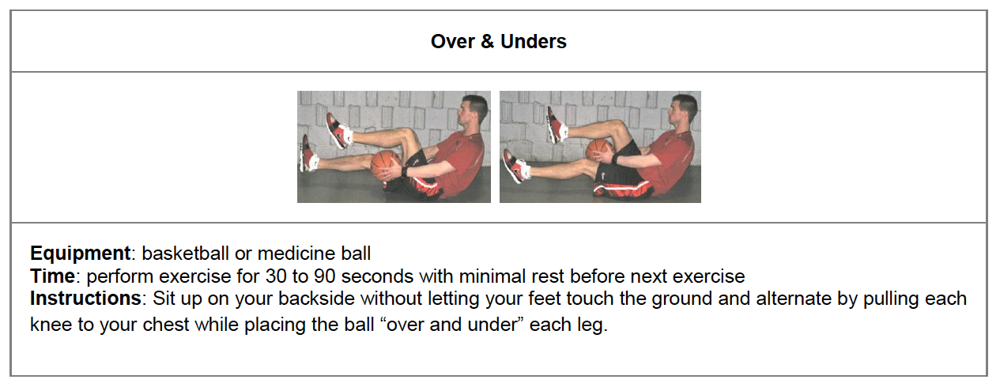 Over & Unders
Equipment: basketball or medicine ball
Time: perform exercise for 30 to 90 seconds with minimal rest before next exercise
Instructions: Sit up on your backside without letting your feet touch the ground and alternate by pulling each
knee to your chest while placing the ball “over and under” each leg.